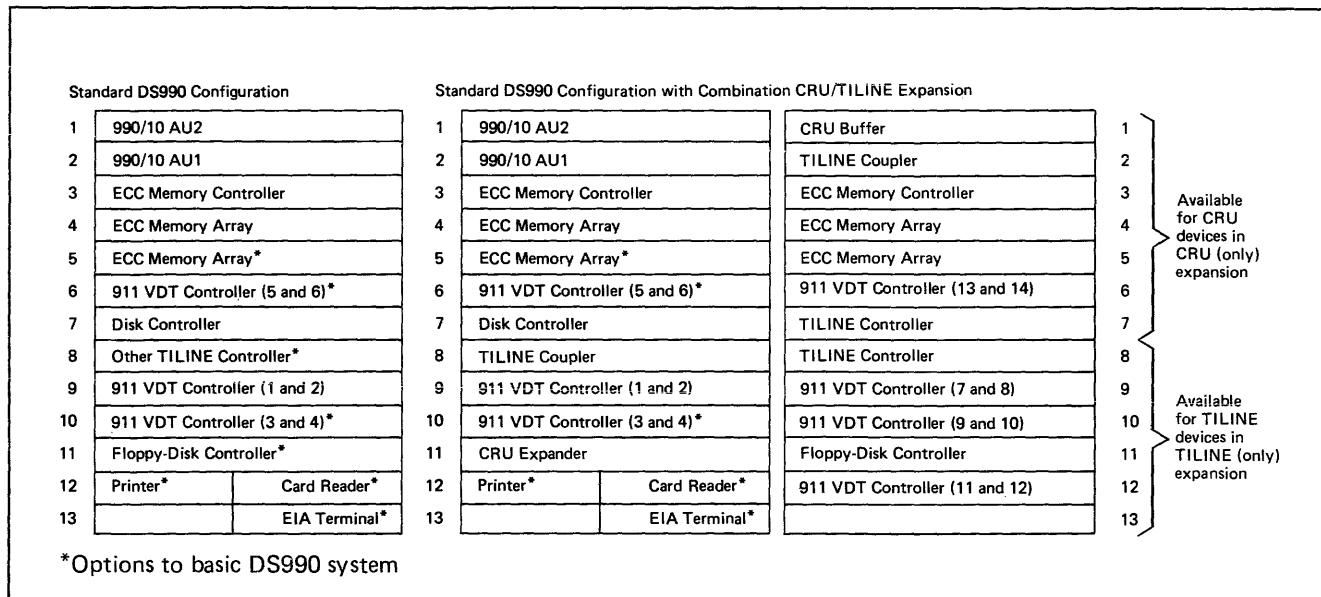 Standard DS990 Configuration
1 990/10 AU2
2 990/10 AU1
3 ECC Memory Controller
4 ECC Memory Array
5 ECC Memory Array*
6 911 VDT Controller (5 and 6)*
7 Disk Controller
8 Other TILINE Controller*
9 911 VDT Controller (1 and 2)
10 911 VDT Controller (3 and 4)*
11 Floppy-Disk Controller*
12 Printer* Card Reader*
13 EIA Terminal*
Standard DS990 Configuration with Combination CRU/TILINE Expansion
1 990/10 AU2 CRU Buffer 1
2 990/10 AU1 TILINE Coupler 2
3 ECC Memory Controller ECC Memory Controller 3
4 ECC Memory Array ECC Memory Array 4
5 ECC Memory Array* ECC Memory Array 5
6 911 VDT Controller (5 and 6)* 911 VDT Controller (13 and 14) 6
7 Disk Controller TILINE Controller 7
8 TILINE Coupler TILINE Controller 8
9 911 VDT Controller (1 and 2) 911 VDT Controller (7 and 8) 9
10 911 VDT Controller (3 and 4)* 911 VDT Controller (9 and 10) 10
11 CRU Expander Floppy-Disk Controller 11
12 Printer* Card Reader* 911 VDT Controller (11 and 12) 12
13 EIA Terminal* 13
Available
for CRU
devices in
CRU (only)
expansion
Available
for TILINE
devices in
TILINE (only)
expansion
*Options to basic DS990 system